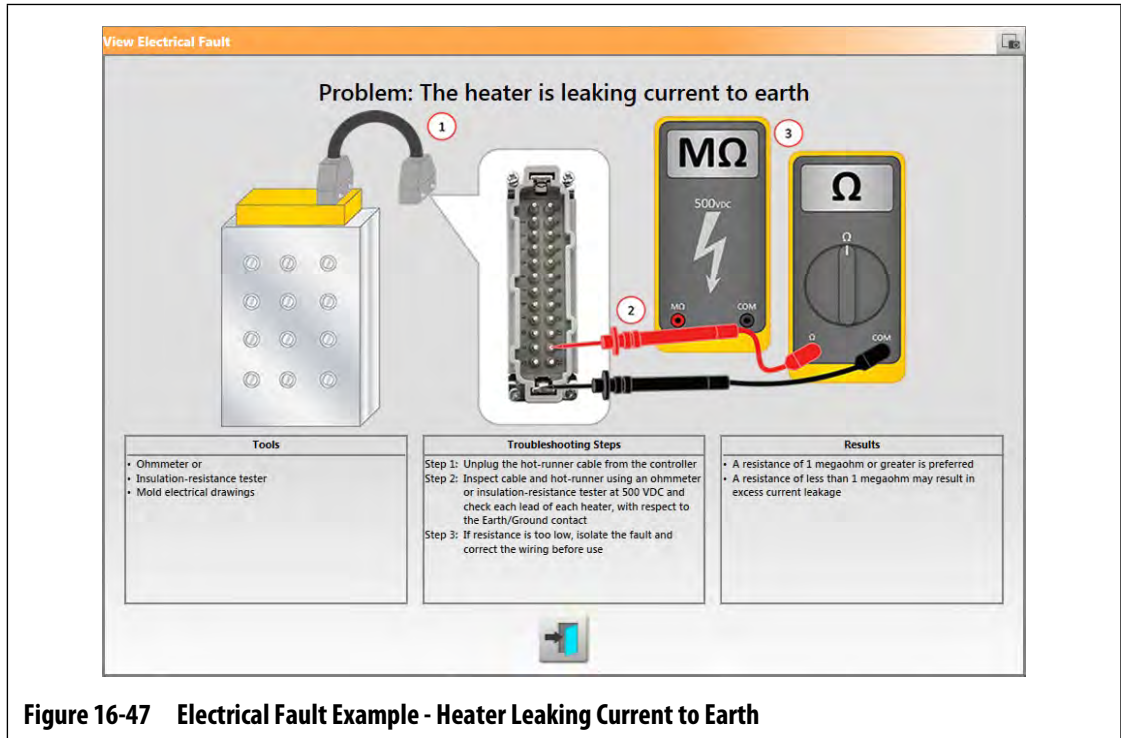 View Electrical Fault
Problem: The heater is leaking current to earth
1
3
MΩ
500VDC
Ω
Ω
2
MΩ
COM
Ω
COM
Tools
• Ohmmeter or
• Insulation-resistance tester
• Mold electrical drawings
Troubleshooting Steps
Step 1: Unplug the hot-runner cable from the controller
Step 2: Inspect cable and hot-runner using an ohmmeter
or insulation-resistance tester at 500 VDC and
check each lead of each heater, with respect to
the Earth/Ground contact
Step 3: If resistance is too low, isolate the fault and
correct the wiring before use
Results
• A resistance of 1 megaohm or greater is preferred
• A resistance of less than 1 megaohm may result in
excess current leakage
Figure 16-47 Electrical Fault Example - Heater Leaking Current to Earth